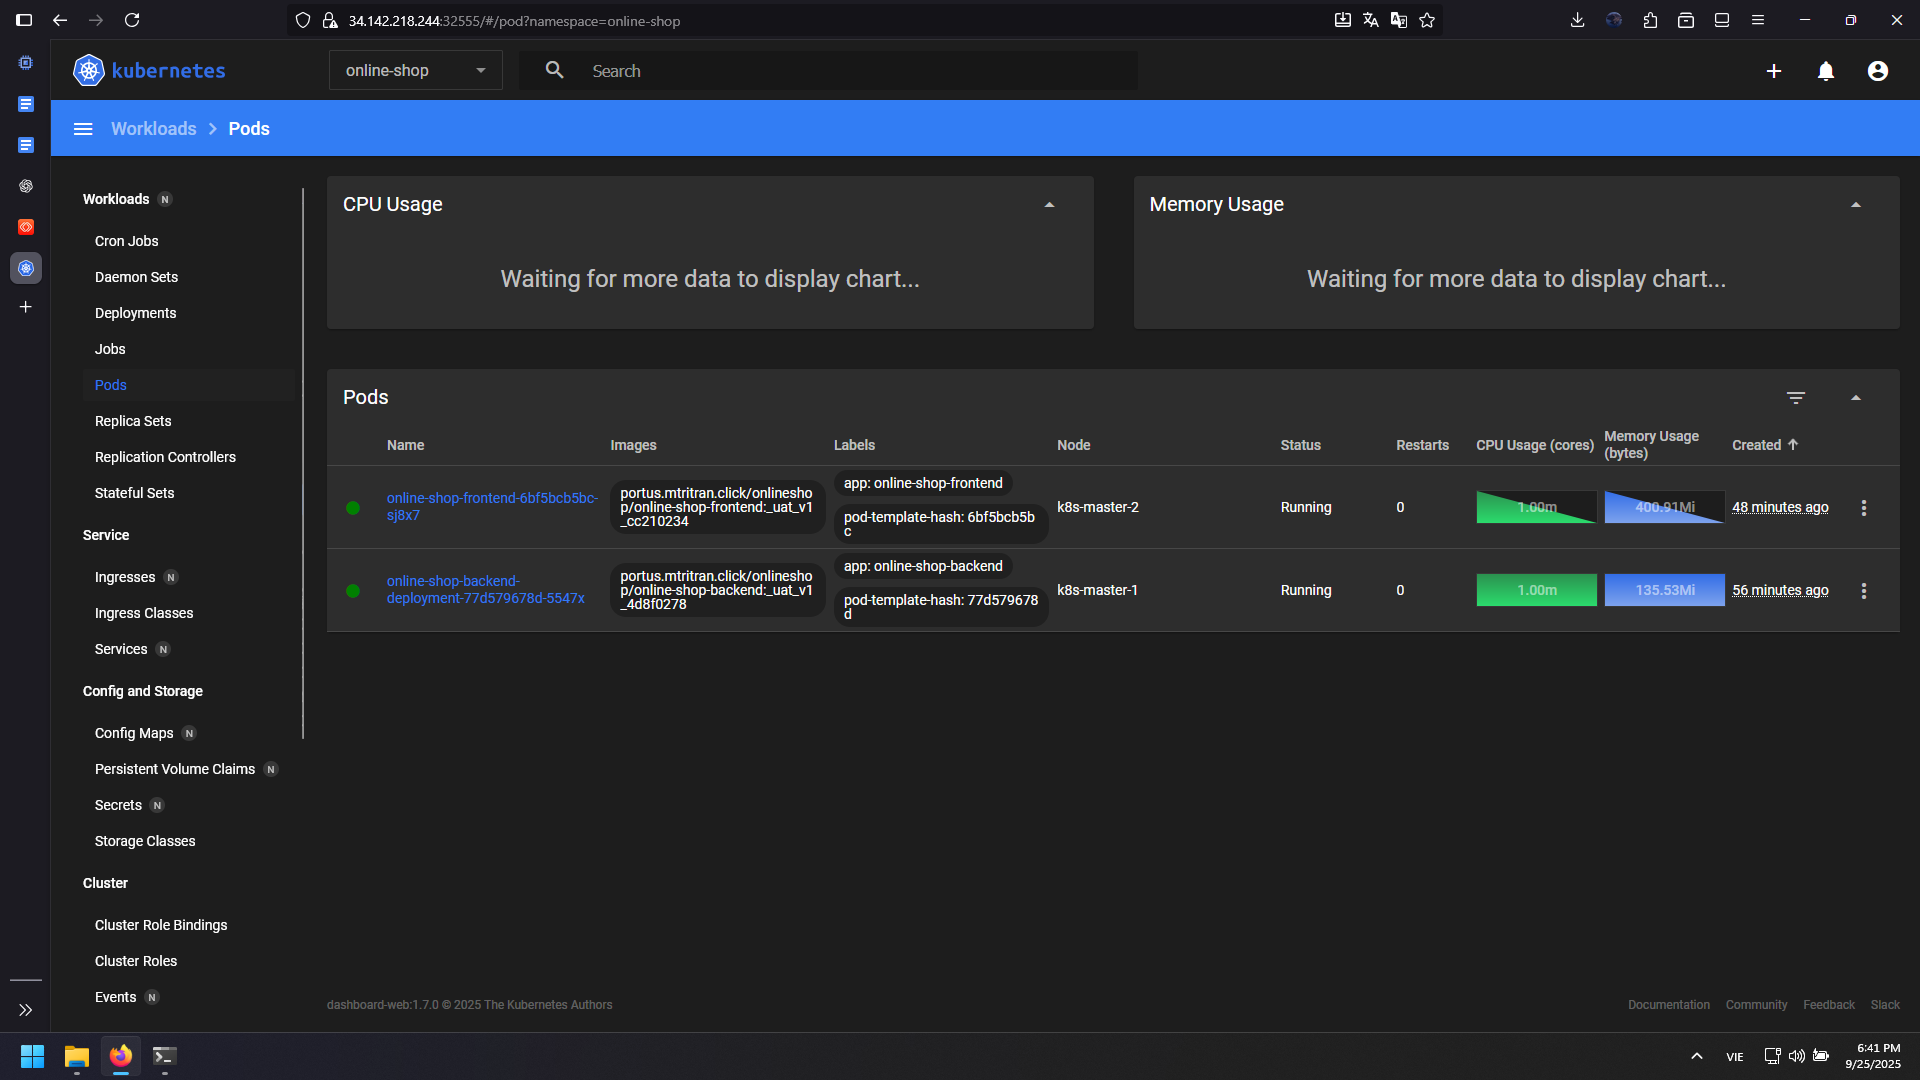 34.142.218.244:32555/#/pod?namespace=online-shop
kubernetes
online-shop
Search
Workloads
Pods
Workloads N
Cron Jobs
Daemon Sets
Deployments
Jobs
Pods
Replica Sets
Replication Controllers
Stateful Sets
Service
Ingresses N
Ingress Classes
Services N
Config and Storage
Config Maps N
Persistent Volume Claims N
Secrets N
Storage Classes
Cluster
Cluster Role Bindings
Cluster Roles
Events N
CPU Usage
Waiting for more data to display chart...
Memory Usage
Waiting for more data to display chart...
Pods
Name
Images
Labels
Node
Status
Restarts
CPU Usage (cores)
Memory Usage
(bytes)
Created
online-shop-frontend-6bf5bcb5bc-
sj8x7
portus.mtritran.click/onlinesho
p/online-shop-frontend:_uat_v1
_cc210234
app: online-shop-frontend
pod-template-hash: 6bf5bcb5b
c
k8s-master-2
Running
0
1.00m
400.91Mi
48 minutes ago
online-shop-backend-
deployment-77d579678d-5547x
portus.mtritran.click/onlinesho
p/online-shop-backend:_uat_v1
_4d8f0278
app: online-shop-backend
pod-template-hash: 77d579678
d
k8s-master-1
Running
0
1.00m
135.53Mi
56 minutes ago
dashboard-web:1.7.0 © 2025 The Kubernetes Authors
Documentation
Community
Feedback
Slack
VIE
6:41 PM
9/25/2025